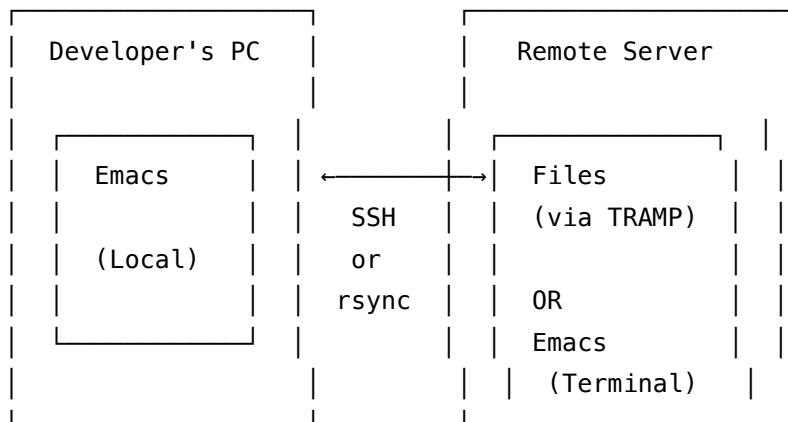 Developer's PC
Remote Server
Emacs
(Local)
SSH
or
rsync
Files
(via TRAMP)
OR
Emacs
(Terminal)